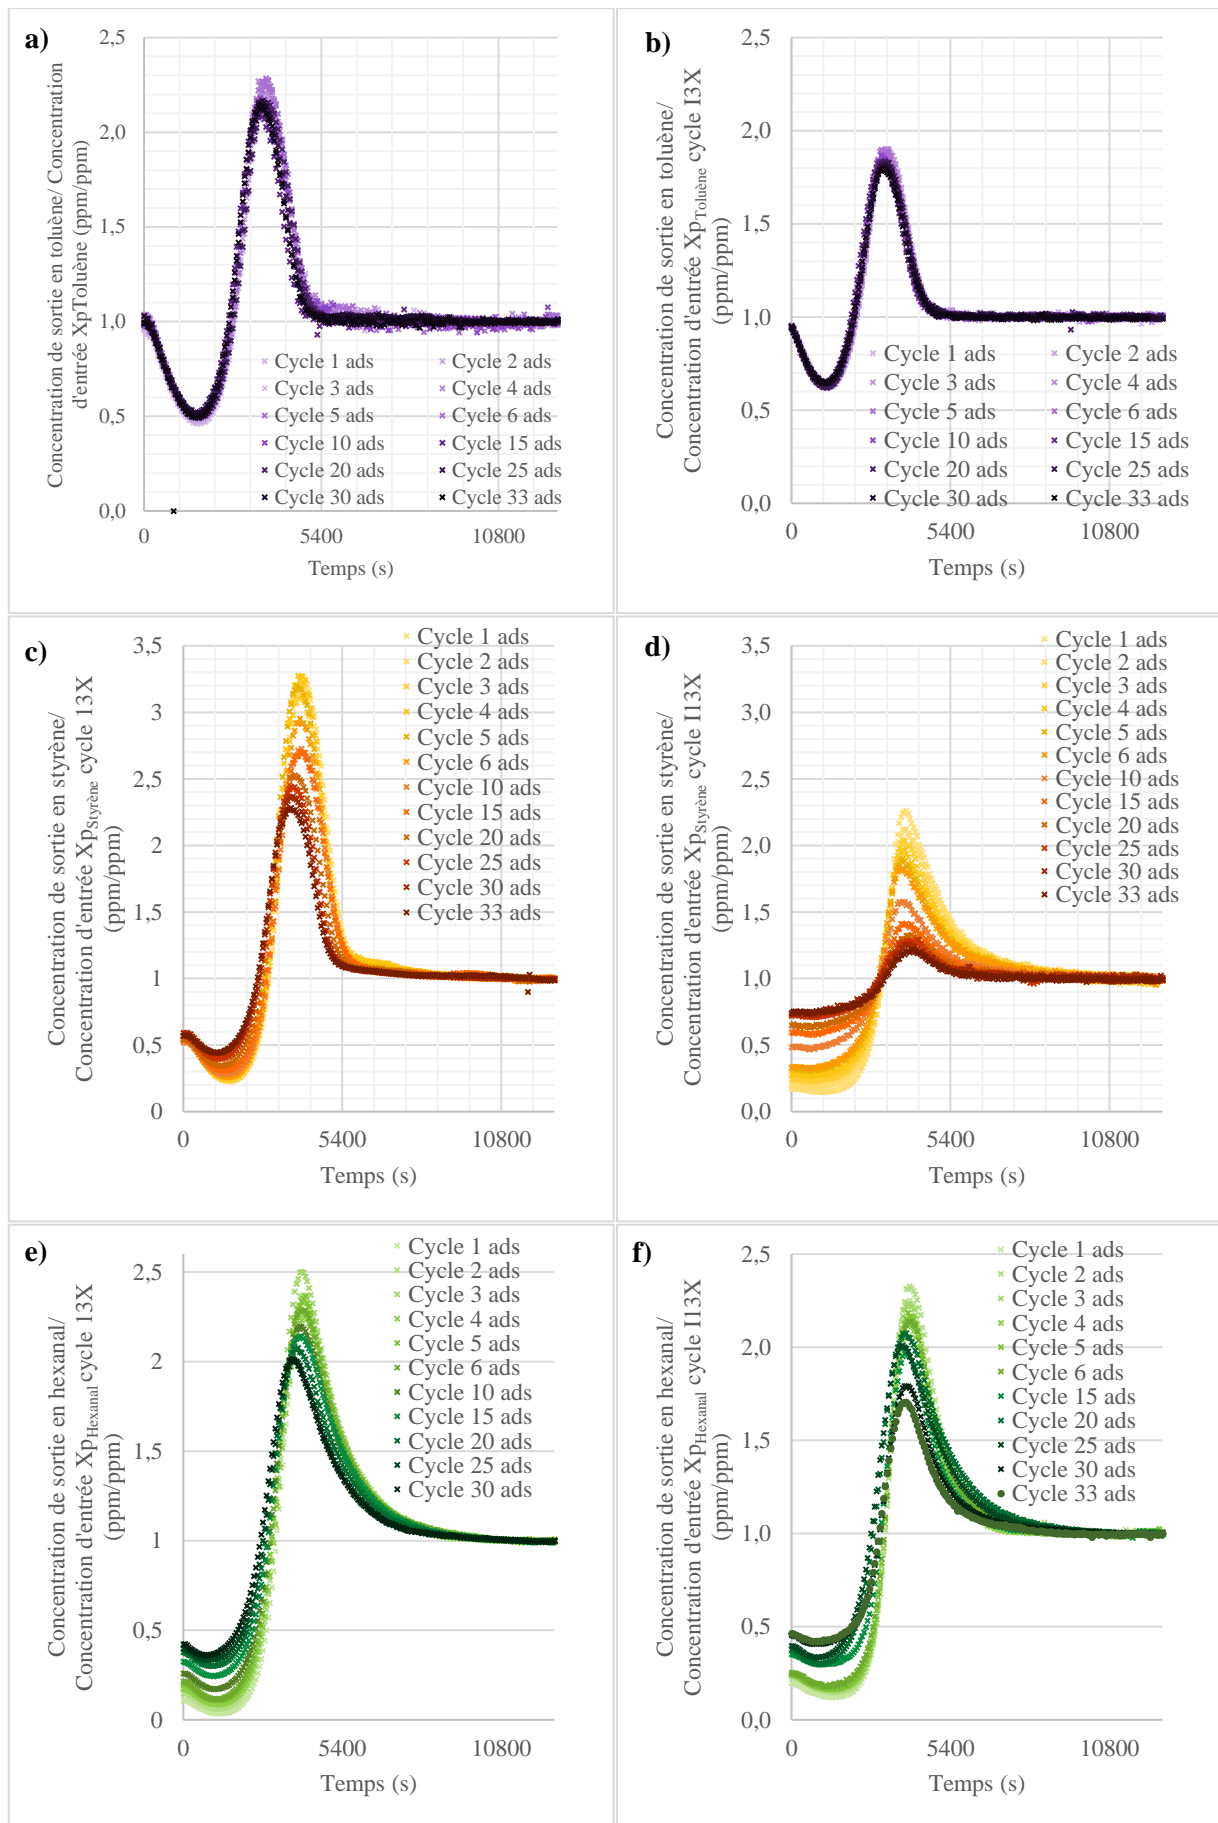 a)
Concentration de sortie en toluène/ Concentration
d'entrée XpToluène (ppm/ppm)
2,5
2,0
1,5
1,0
0,5
0,0
Cycle 1 ads
Cycle 2 ads
Cycle 3 ads
Cycle 4 ads
Cycle 5 ads
Cycle 6 ads
Cycle 10 ads
Cycle 15 ads
Cycle 20 ads
Cycle 25 ads
Cycle 30 ads
Cycle 33 ads
0
5400
10800
Temps (s)
b)
Concentration de sortie en toluène/
Concentration d'entrée XpToluène cycle I3X
(ppm/ppm)
2,5
2,0
1,5
1,0
0,5
0,0
Cycle 1 ads
Cycle 2 ads
Cycle 3 ads
Cycle 4 ads
Cycle 5 ads
Cycle 6 ads
Cycle 10 ads
Cycle 15 ads
Cycle 20 ads
Cycle 25 ads
Cycle 30 ads
Cycle 33 ads
0
5400
10800
Temps (s)
c)
Concentration de sortie en styrène/
Concentration d'entrée XpStyrène cycle 13X
(ppm/ppm)
3,5
3
2,5
2
1,5
1
0,5
0
Cycle 1 ads
Cycle 2 ads
Cycle 3 ads
Cycle 4 ads
Cycle 5 ads
Cycle 6 ads
Cycle 10 ads
Cycle 15 ads
Cycle 20 ads
Cycle 25 ads
Cycle 30 ads
Cycle 33 ads
0
5400
10800
Temps (s)
d)
Concentration de sortie en styrène/
Concentration d'entrée XpStyrène cycle I13X
(ppm/ppm)
3,5
3,0
2,5
2,0
1,5
1,0
0,5
0,0
Cycle 1 ads
Cycle 2 ads
Cycle 3 ads
Cycle 4 ads
Cycle 5 ads
Cycle 6 ads
Cycle 10 ads
Cycle 15 ads
Cycle 20 ads
Cycle 25 ads
Cycle 30 ads
Cycle 33 ads
0
5400
10800
Temps (s)
e)
Concentration de sortie en hexanal/
Concentration d'entrée XpHexanal cycle 13X
(ppm/ppm)
2,5
2
1,5
1
0,5
0
Cycle 1 ads
Cycle 2 ads
Cycle 3 ads
Cycle 4 ads
Cycle 5 ads
Cycle 6 ads
Cycle 10 ads
Cycle 15 ads
Cycle 20 ads
Cycle 25 ads
Cycle 30 ads
0
5400
10800
Temps (s)
f)
Concentration de sortie en hexanal/
Concentration d'entrée XpHexanal cycle I13X
(ppm/ppm)
2,5
2,0
1,5
1,0
0,5
0,0
Cycle 1 ads
Cycle 2 ads
Cycle 3 ads
Cycle 4 ads
Cycle 5 ads
Cycle 6 ads
Cycle 15 ads
Cycle 20 ads
Cycle 25 ads
Cycle 30 ads
Cycle 33 ads
0
5400
10800
Temps (s)